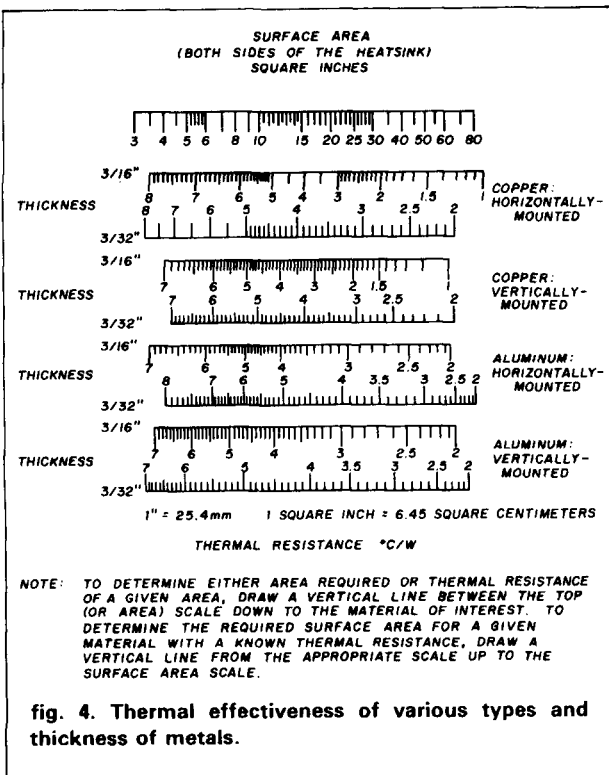 SURFACE AREA
(BOTH SIDES OF THE HEATSINK)
SQUARE INCHES
3 4 5 6 8 10 15 20 25 30 40 50 60 80
3/16"
8 7 6 5 4 3 2 1.5 1
THICKNESS
COPPER:
HORIZONTALLY-
MOUNTED
8 7 6 5 4 3 2.5 2
3/32"
3/16"
7 6 5 4 3 2 1.5 1
THICKNESS
COPPER:
VERTICALLY-
MOUNTED
7 6 5 4 3 2.5 2
3/32"
3/16"
7 6 5 4 3 2.5 2
THICKNESS
ALUMINUM:
HORIZONTALLY-
MOUNTED
8 7 6 5 4 3.5 3 2.5 2
3/32"
3/16"
7 6 5 4 3 2.5 2
THICKNESS
ALUMINUM:
VERTICALLY-
MOUNTED
7 6 5 4 3.5 3 2.5 2
3/32"
1" = 25.4mm 1 SQUARE INCH = 6.45 SQUARE CENTIMETERS
THERMAL RESISTANCE °C/W
NOTE: TO DETERMINE EITHER AREA REQUIRED OR THERMAL RESISTANCE
OF A GIVEN AREA, DRAW A VERTICAL LINE BETWEEN THE TOP
(OR AREA) SCALE DOWN TO THE MATERIAL OF INTEREST. TO
DETERMINE THE REQUIRED SURFACE AREA FOR A GIVEN
MATERIAL WITH A KNOWN THERMAL RESISTANCE, DRAW A
VERTICAL LINE FROM THE APPROPRIATE SCALE UP TO THE
SURFACE AREA SCALE.
fig. 4. Thermal effectiveness of various types and
thickness of metals.